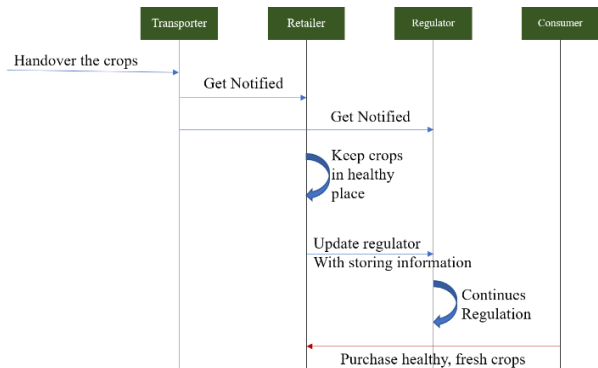 Transporter
Retailer
Regulator
Consumer
Handover the crops
Get Notified
Get Notified
Keep crops
in healthy
place
Update regulator
With storing information
Continues
Regulation
Purchase healthy, fresh crops